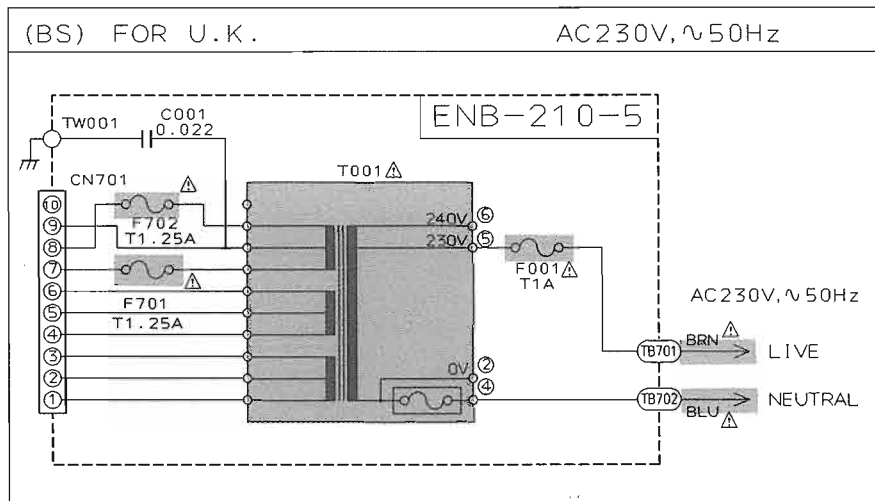 (BS) FOR U.K. AC230V,∿50Hz
ENB-210-5
TW001
C001
0.022
CN701
T001⚠
⚠
⑩
⑨
⑧
⑦
⑥
⑤
④
③
②
①
F702
T1.25A
⚠
F701
T1.25A
240V ⑥
230V ⑤
F001⚠
T1A
0V ②
④
AC230V,∿50Hz
TB701 BRN ⚠ LIVE
TB702 BLU ⚠ NEUTRAL